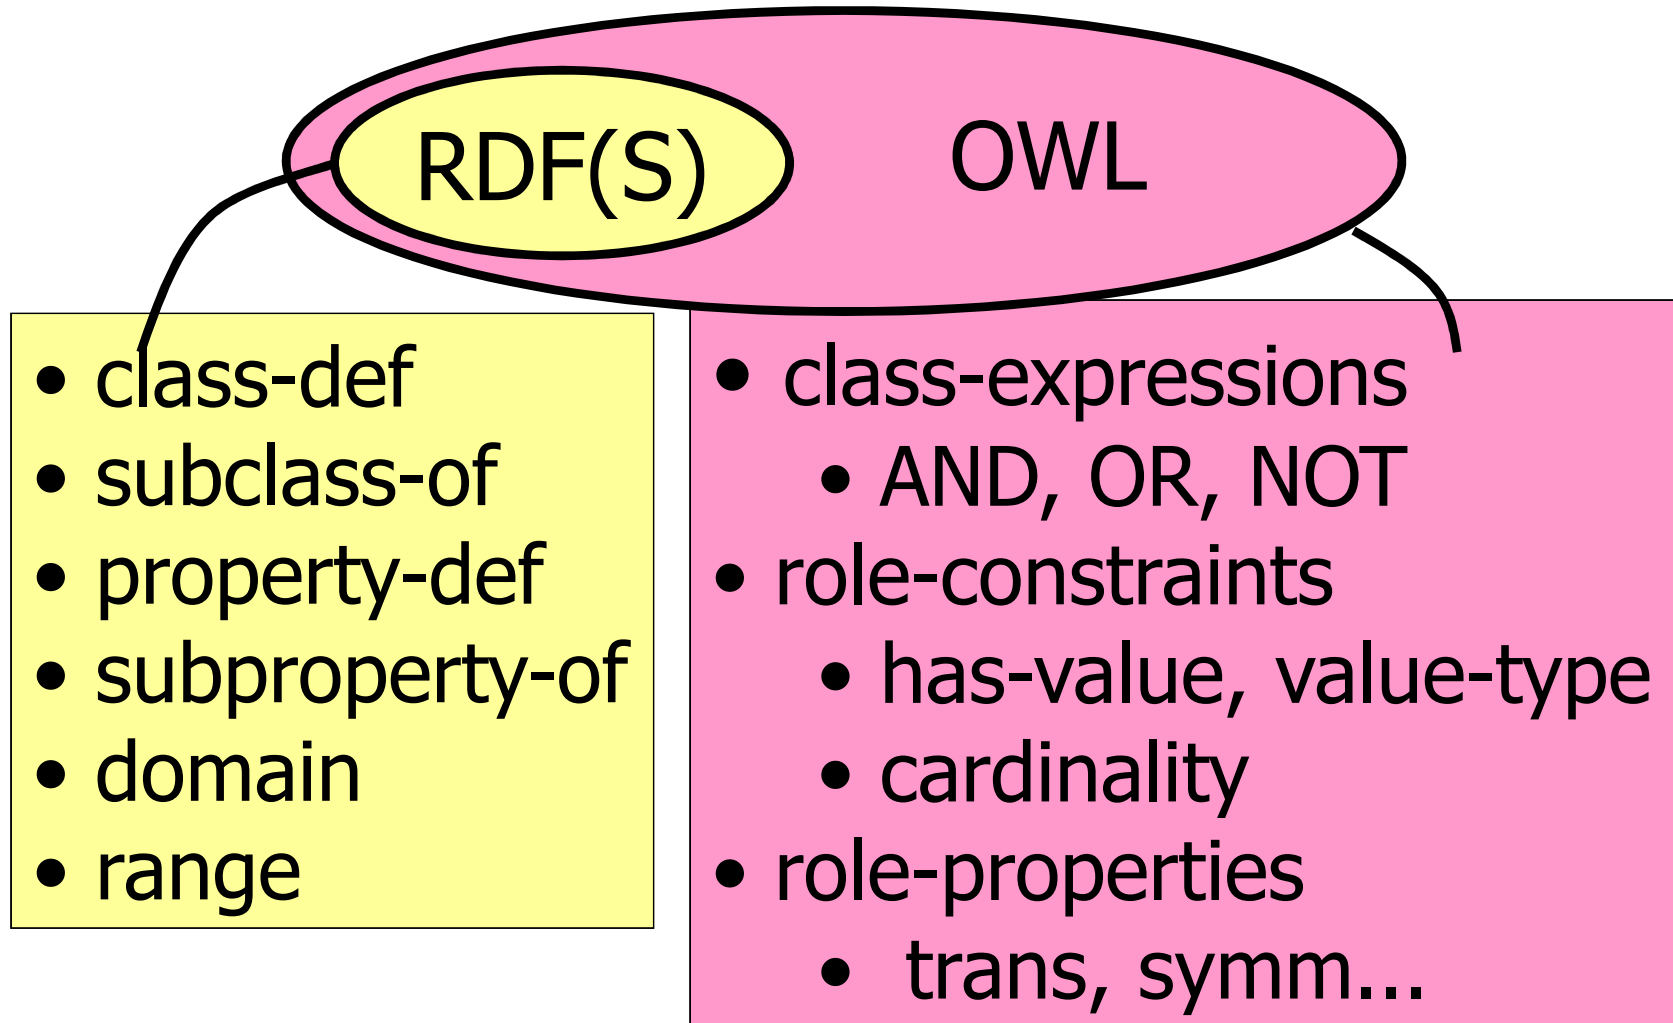 RDF(S)
OWL
• class-def
• subclass-of
• property-def
• subproperty-of
• domain
• range
• class-expressions
• AND, OR, NOT
• role-constraints
• has-value, value-type
• cardinality
• role-properties
• trans, symm...